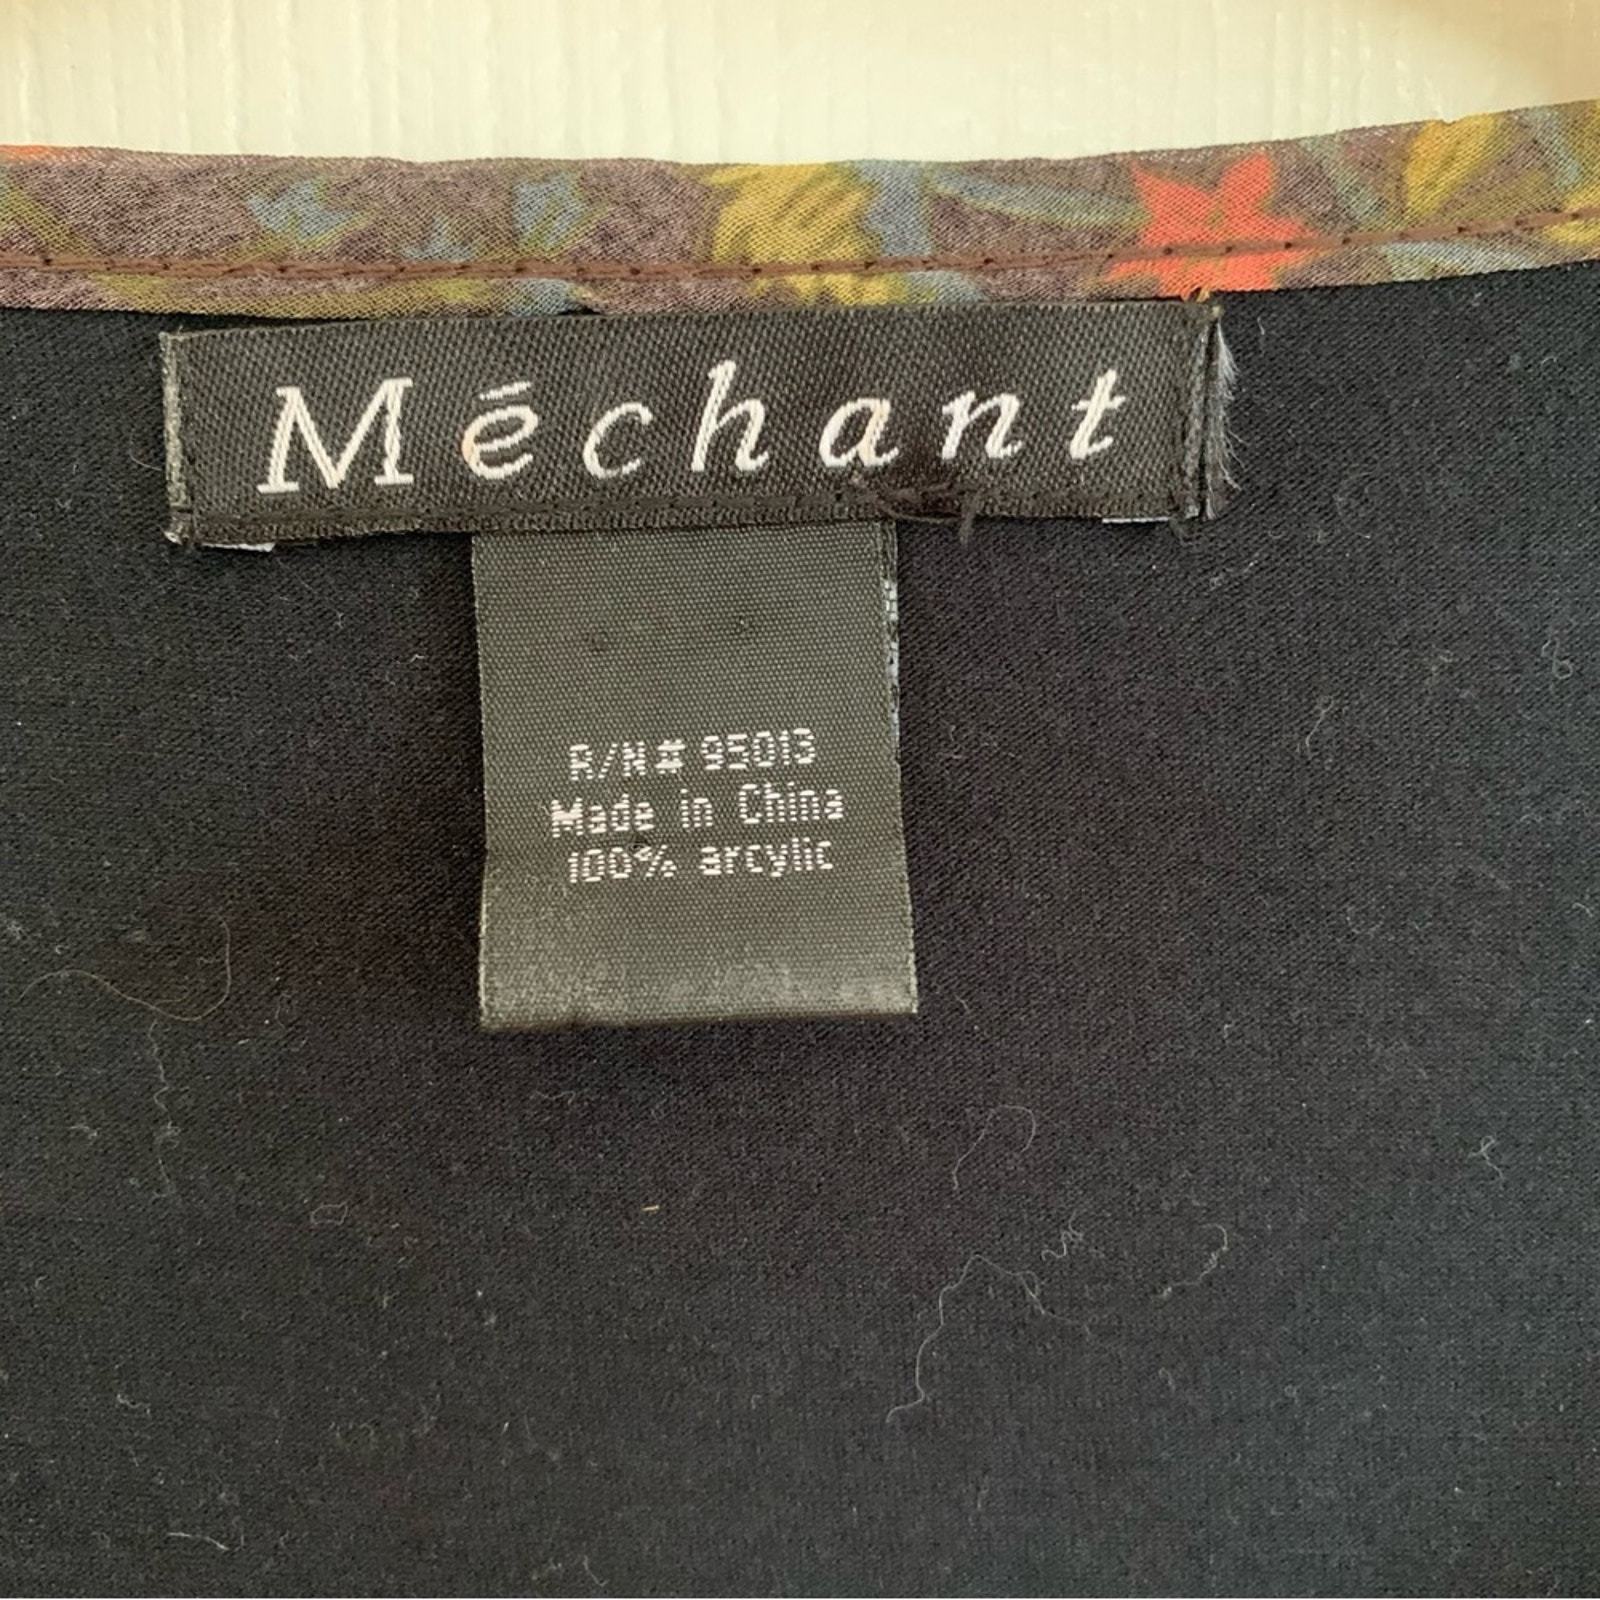 Méchant
R/N# 95013
Made in China
100% arcylic